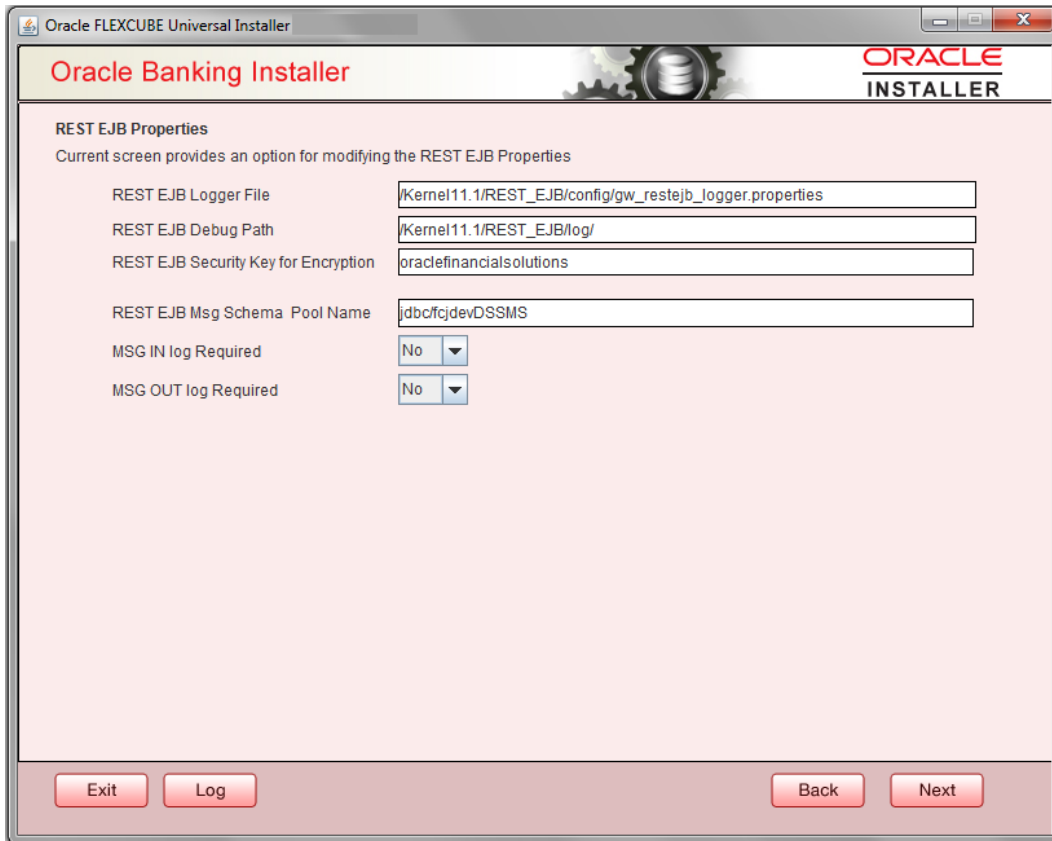 Oracle FLEXCUBE Universal Installer
Oracle Banking Installer
ORACLE
INSTALLER
REST EJB Properties
Current screen provides an option for modifying the REST EJB Properties
REST EJB Logger File /Kernel11.1/REST_EJB/config/gw_restejb_logger.properties
REST EJB Debug Path /Kernel11.1/REST_EJB/log/
REST EJB Security Key for Encryption oraclefinancialsolutions
REST EJB Msg Schema Pool Name jdbc/fcjdevDSSMS
MSG IN log Required No
MSG OUT log Required No
Exit Log Back Next